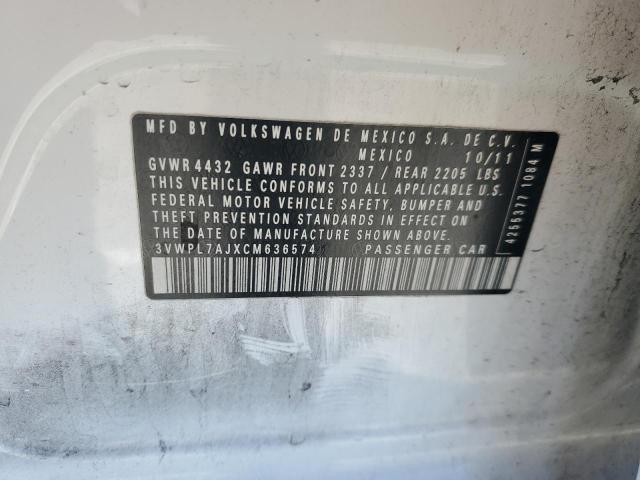 MFD BY VOLKSWAGEN DE MEXICO S.A. DE C.V.
MEXICO 10/11
GVWR 4432 GAWR FRONT 2337 / REAR 2205 LBS
THIS VEHICLE CONFORMS TO ALL APPLICABLE U.S.
FEDERAL MOTOR VEHICLE SAFETY, BUMPER AND
THEFT PREVENTION STANDARDS IN EFFECT ON
THE DATE OF MANUFACTURE SHOWN ABOVE.
3VWPL7AJXCM636574 PASSENGER CAR
4255377 1084 M